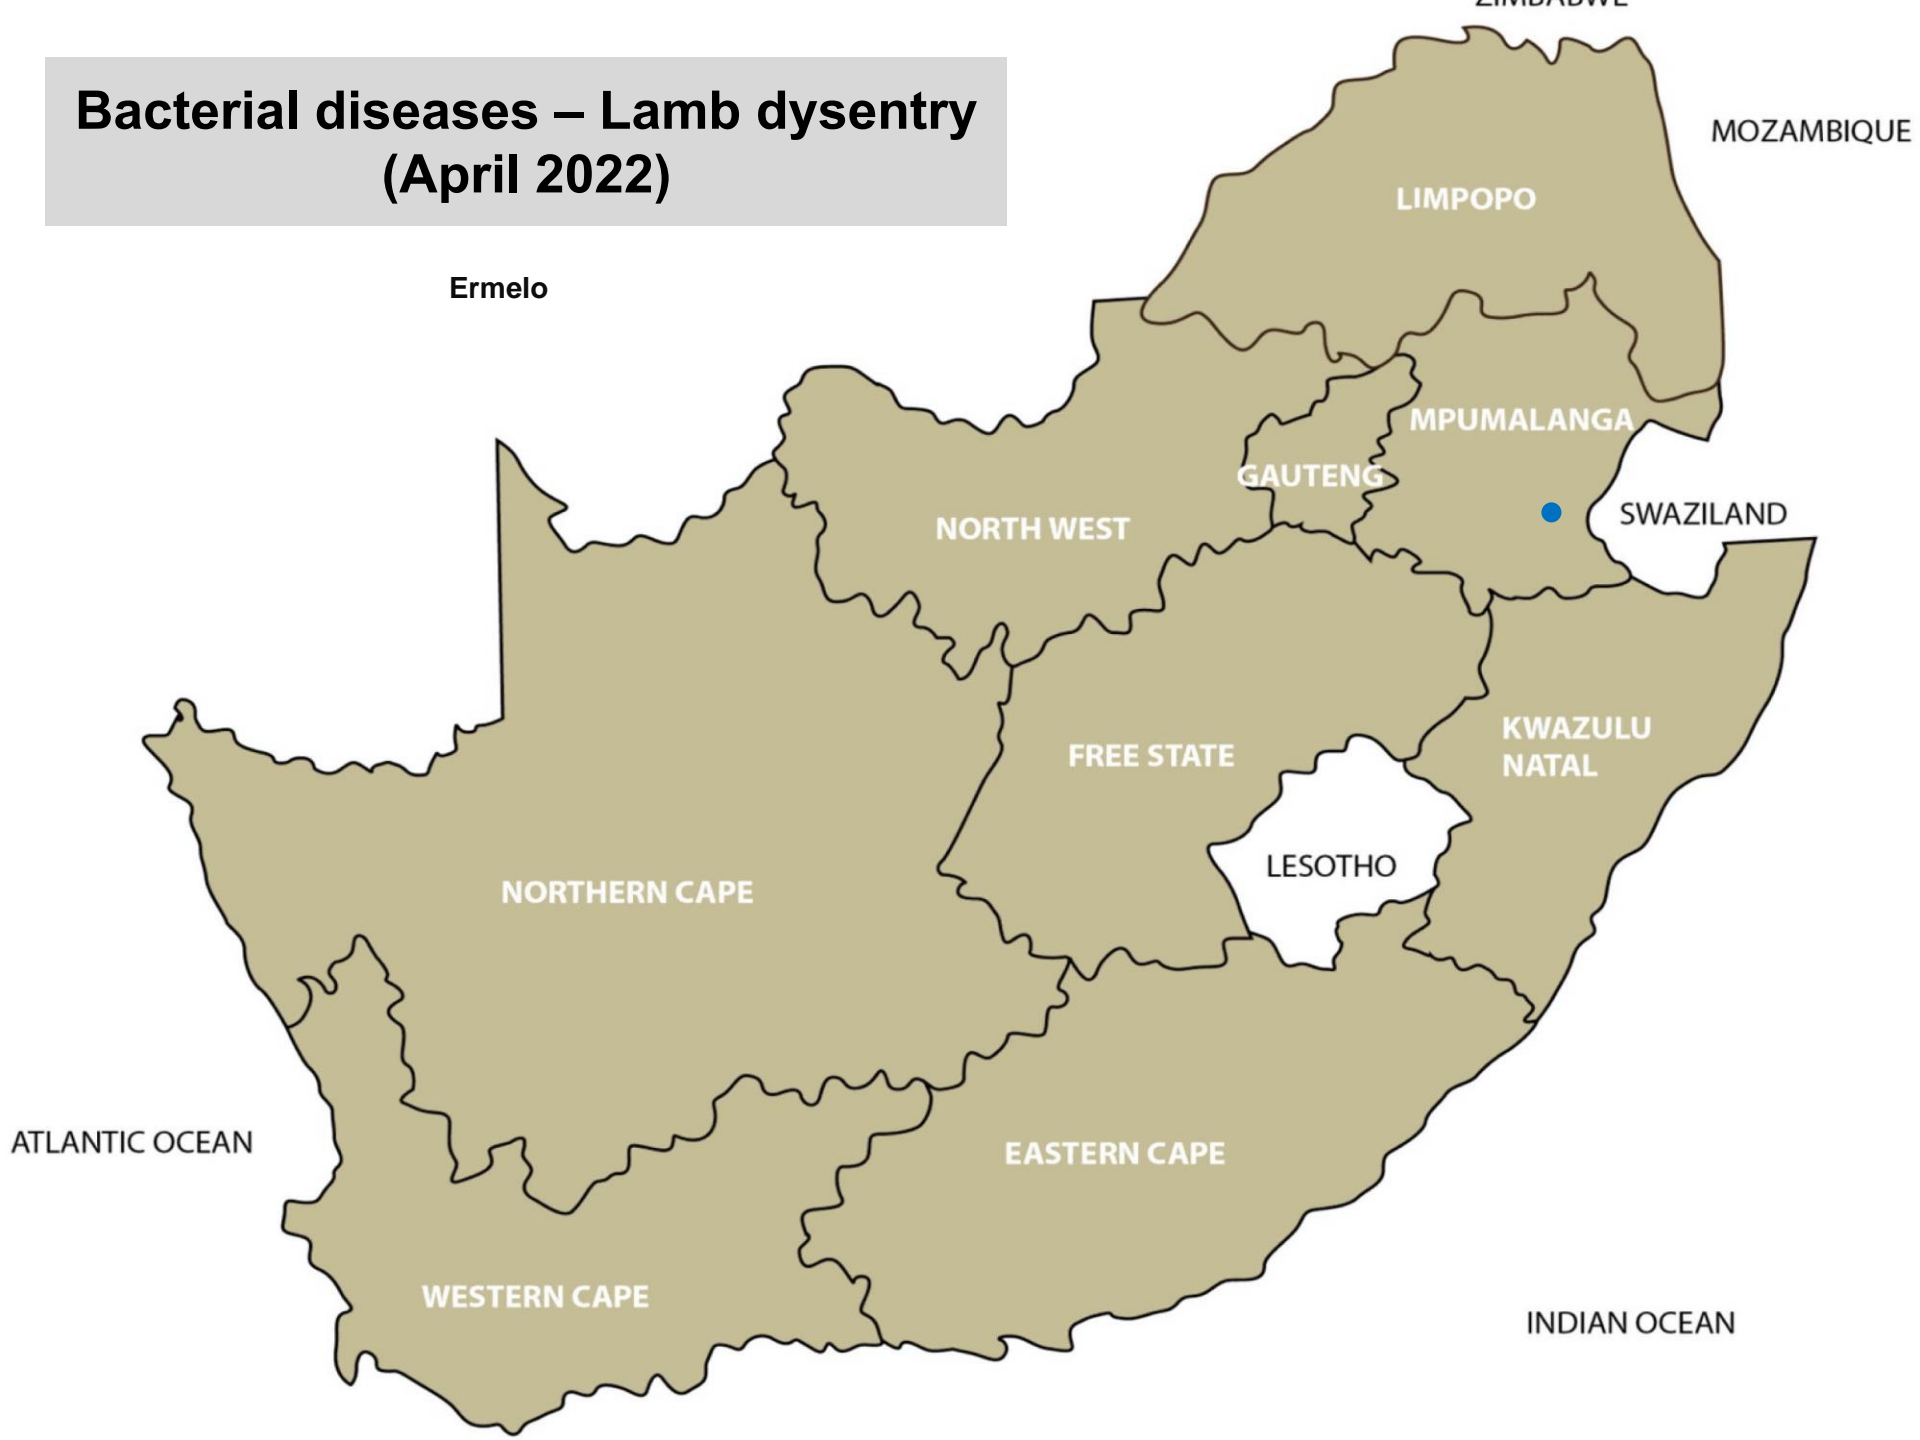 ZIMBABWE
Bacterial diseases – Lamb dysentry
(April 2022)
MOZAMBIQUE
LIMPOPO
Ermelo
MPUMALANGA
GAUTENG
SWAZILAND
NORTH WEST
KWAZULU
NATAL
FREE STATE
LESOTHO
NORTHERN CAPE
ATLANTIC OCEAN
EASTERN CAPE
WESTERN CAPE
INDIAN OCEAN